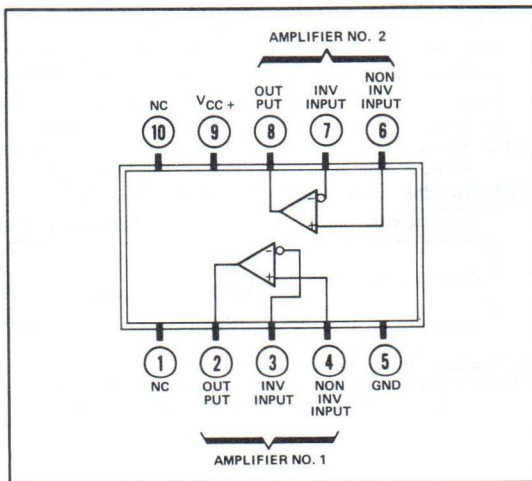 AMPLIFIER NO. 2
NC
VCC +
OUT
PUT
INV
INPUT
NON
INV
INPUT
10
9
8
7
6
-
+
-
+
1
2
3
4
5
NC
OUT
PUT
INV
INPUT
NON
INV
INPUT
GND
AMPLIFIER NO. 1